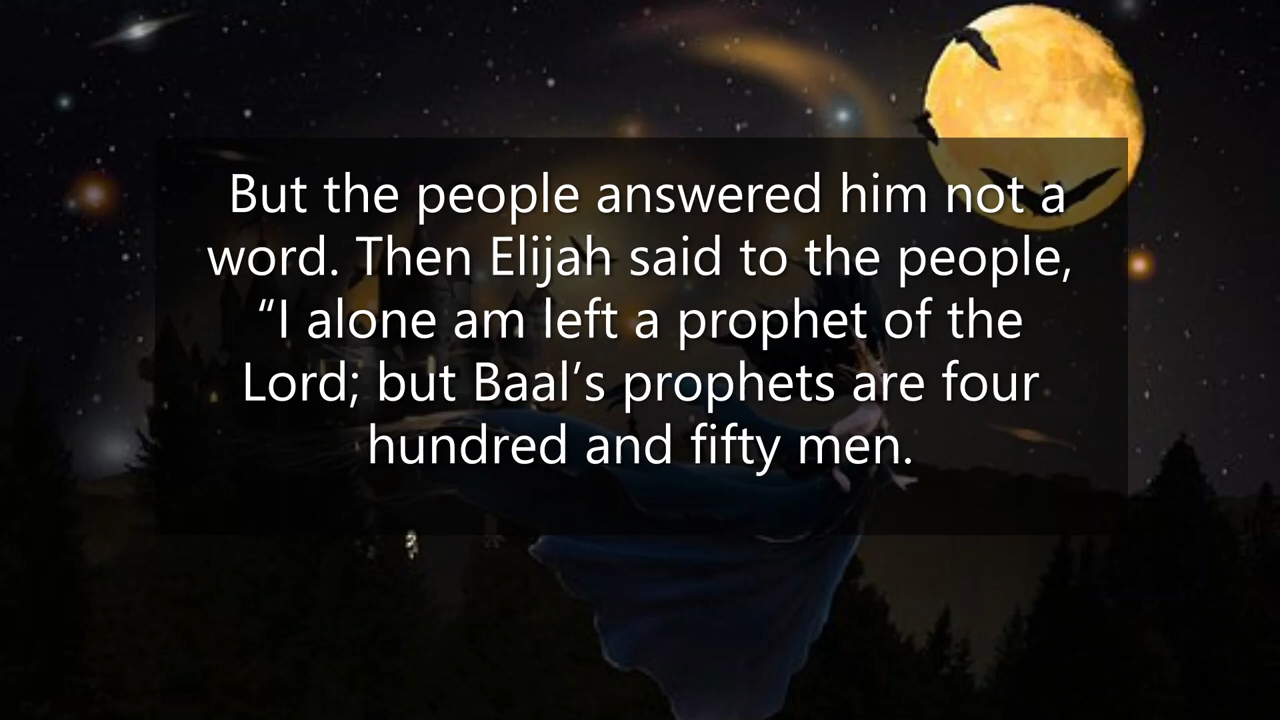 But the people answered him not a
word. Then Elijah said to the people,
“I alone am left a prophet of the
Lord; but Baal’s prophets are four
hundred and fifty men.